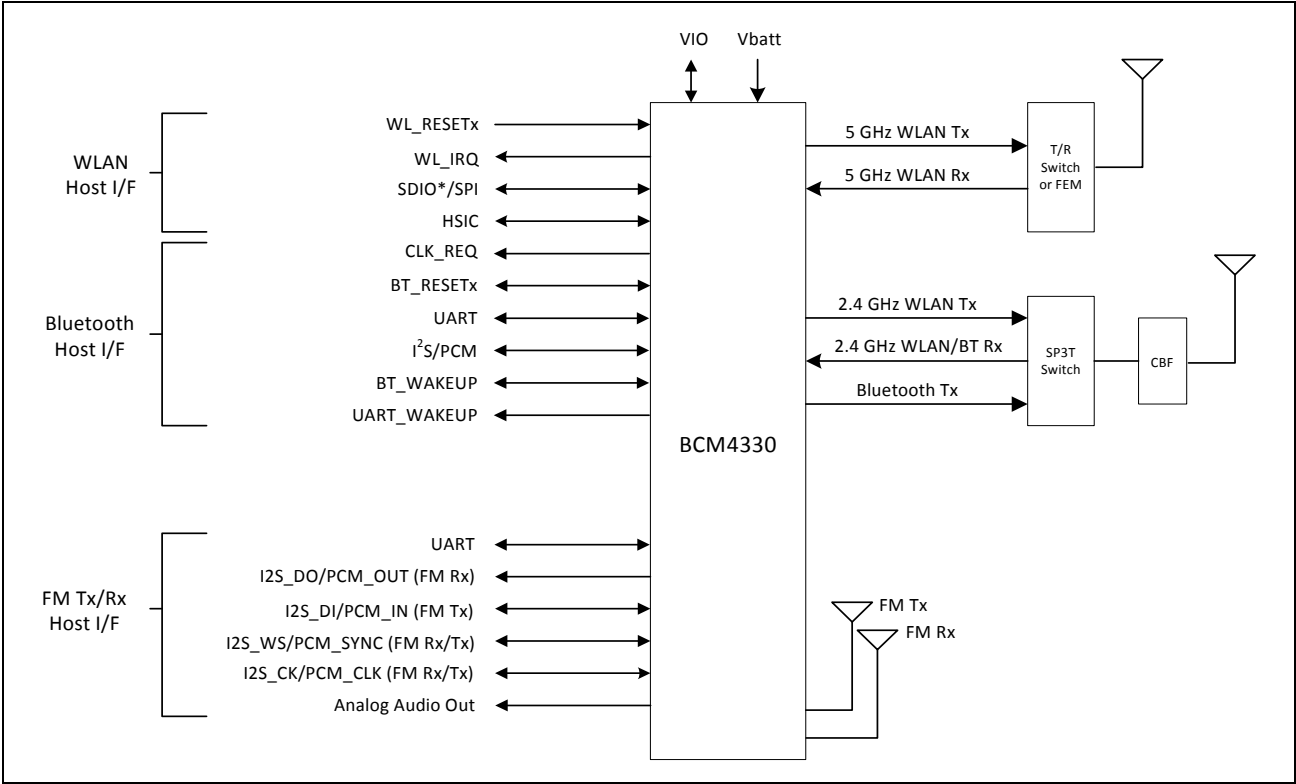 VIO
Vbatt
WLAN
Host I/F
WL_RESETx
WL_IRQ
SDIO*/SPI
HSIC
Bluetooth
Host I/F
CLK_REQ
BT_RESETx
UART
I²S/PCM
BT_WAKEUP
UART_WAKEUP
FM Tx/Rx
Host I/F
UART
I2S_DO/PCM_OUT (FM Rx)
I2S_DI/PCM_IN (FM Tx)
I2S_WS/PCM_SYNC (FM Rx/Tx)
I2S_CK/PCM_CLK (FM Rx/Tx)
Analog Audio Out
BCM4330
5 GHz WLAN Tx
5 GHz WLAN Rx
T/R
Switch
or FEM
2.4 GHz WLAN Tx
2.4 GHz WLAN/BT Rx
Bluetooth Tx
SP3T
Switch
CBF
FM Tx
FM Rx